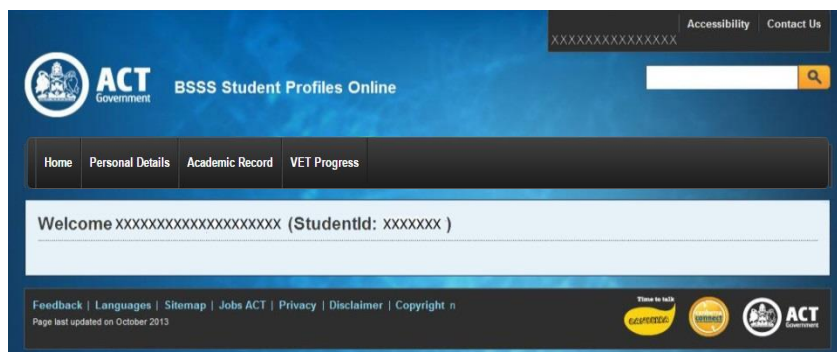 Accessibility | Contact Us
XXXXXXXXXXXXXXX
ACT
Government
BSSS Student Profiles Online
Home Personal Details Academic Record VET Progress
Welcome XXXXXXXXXXXXXXXXXXXX (StudentId: XXXXXXX )
Feedback | Languages | Sitemap | Jobs ACT | Privacy | Disclaimer | Copyright n
Page last updated on October 2013
Time to talk
canberra
connect
ACT
Government